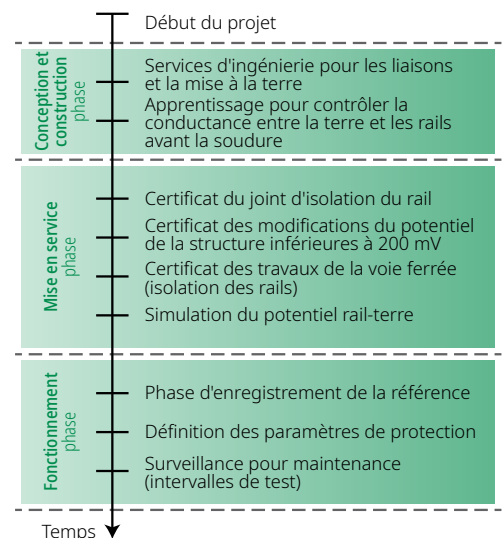 Début du projet
Conception et
construction
phase
Services d'ingénierie pour les liaisons
et la mise à la terre
Apprentissage pour contrôler la
conductance entre la terre et les rails
avant la soudure
Mise en service
phase
Certificat du joint d'isolation du rail
Certificat des modifications du potentiel
de la structure inférieures à 200 mV
Certificat des travaux de la voie ferrée
(isolation des rails)
Simulation du potentiel rail-terre
Fonctionnement
phase
Phase d'enregistrement de la référence
Définition des paramètres de protection
Surveillance pour maintenance
(intervalles de test)
Temps